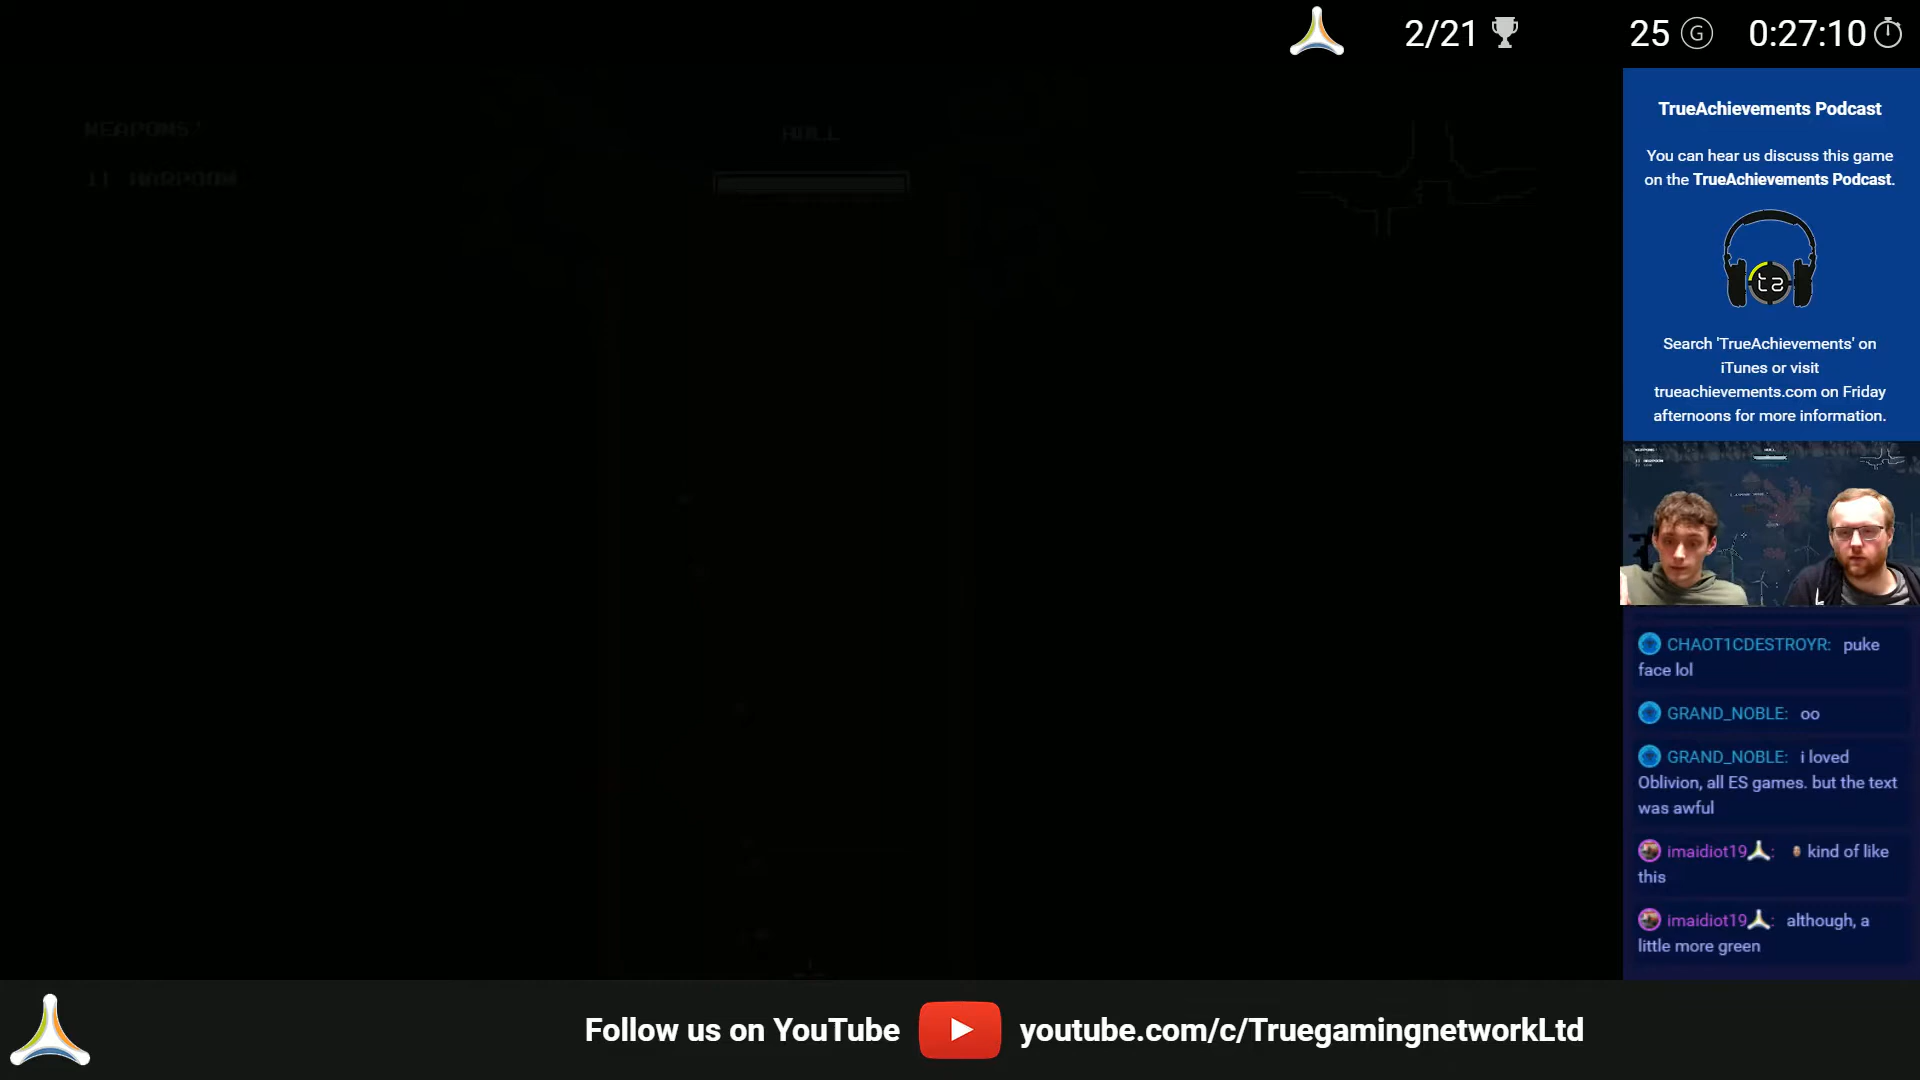 2/21
25 G
0:27:10
WEAPONS'
HULL
HARPOON
TrueAchievements Podcast
You can hear us discuss this game
on the TrueAchievements Podcast.
Search 'TrueAchievements' on
iTunes or visit
trueachievements.com on Friday
afternoons for more information.
CHAOT1CDESTROYR: puke
face lol
GRAND_NOBLE: oo
GRAND_NOBLE: i loved
Oblivion, all ES games. but the text
was awful
imaidiot19: kind of like
this
imaidiot19: although, a
little more green
Follow us on YouTube
youtube.com/c/TruegamingnetworkLtd